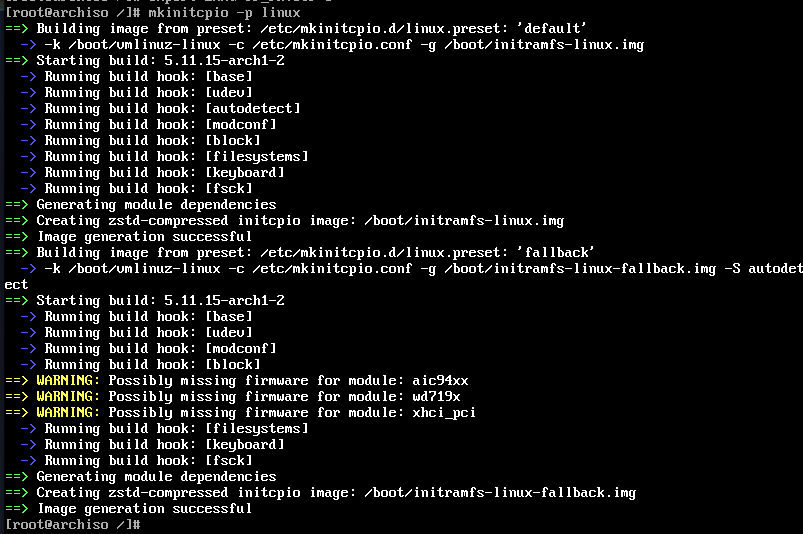 [root@archiso /]# mkinitcpio -p linux
==> Building image from preset: /etc/mkinitcpio.d/linux.preset: 'default'
  -> -k /boot/vmlinuz-linux -c /etc/mkinitcpio.conf -g /boot/initramfs-linux.img
==> Starting build: 5.11.15-arch1-2
  -> Running build hook: [base]
  -> Running build hook: [udev]
  -> Running build hook: [autodetect]
  -> Running build hook: [modconf]
  -> Running build hook: [block]
  -> Running build hook: [filesystems]
  -> Running build hook: [keyboard]
  -> Running build hook: [fsck]
==> Generating module dependencies
==> Creating zstd-compressed initcpio image: /boot/initramfs-linux.img
==> Image generation successful
==> Building image from preset: /etc/mkinitcpio.d/linux.preset: 'fallback'
  -> -k /boot/vmlinuz-linux -c /etc/mkinitcpio.conf -g /boot/initramfs-linux-fallback.img -S autodet
ect
==> Starting build: 5.11.15-arch1-2
  -> Running build hook: [base]
  -> Running build hook: [udev]
  -> Running build hook: [modconf]
  -> Running build hook: [block]
==> WARNING: Possibly missing firmware for module: aic94xx
==> WARNING: Possibly missing firmware for module: wd719x
==> WARNING: Possibly missing firmware for module: xhci_pci
  -> Running build hook: [filesystems]
  -> Running build hook: [keyboard]
  -> Running build hook: [fsck]
==> Generating module dependencies
==> Creating zstd-compressed initcpio image: /boot/initramfs-linux-fallback.img
==> Image generation successful
[root@archiso /]#